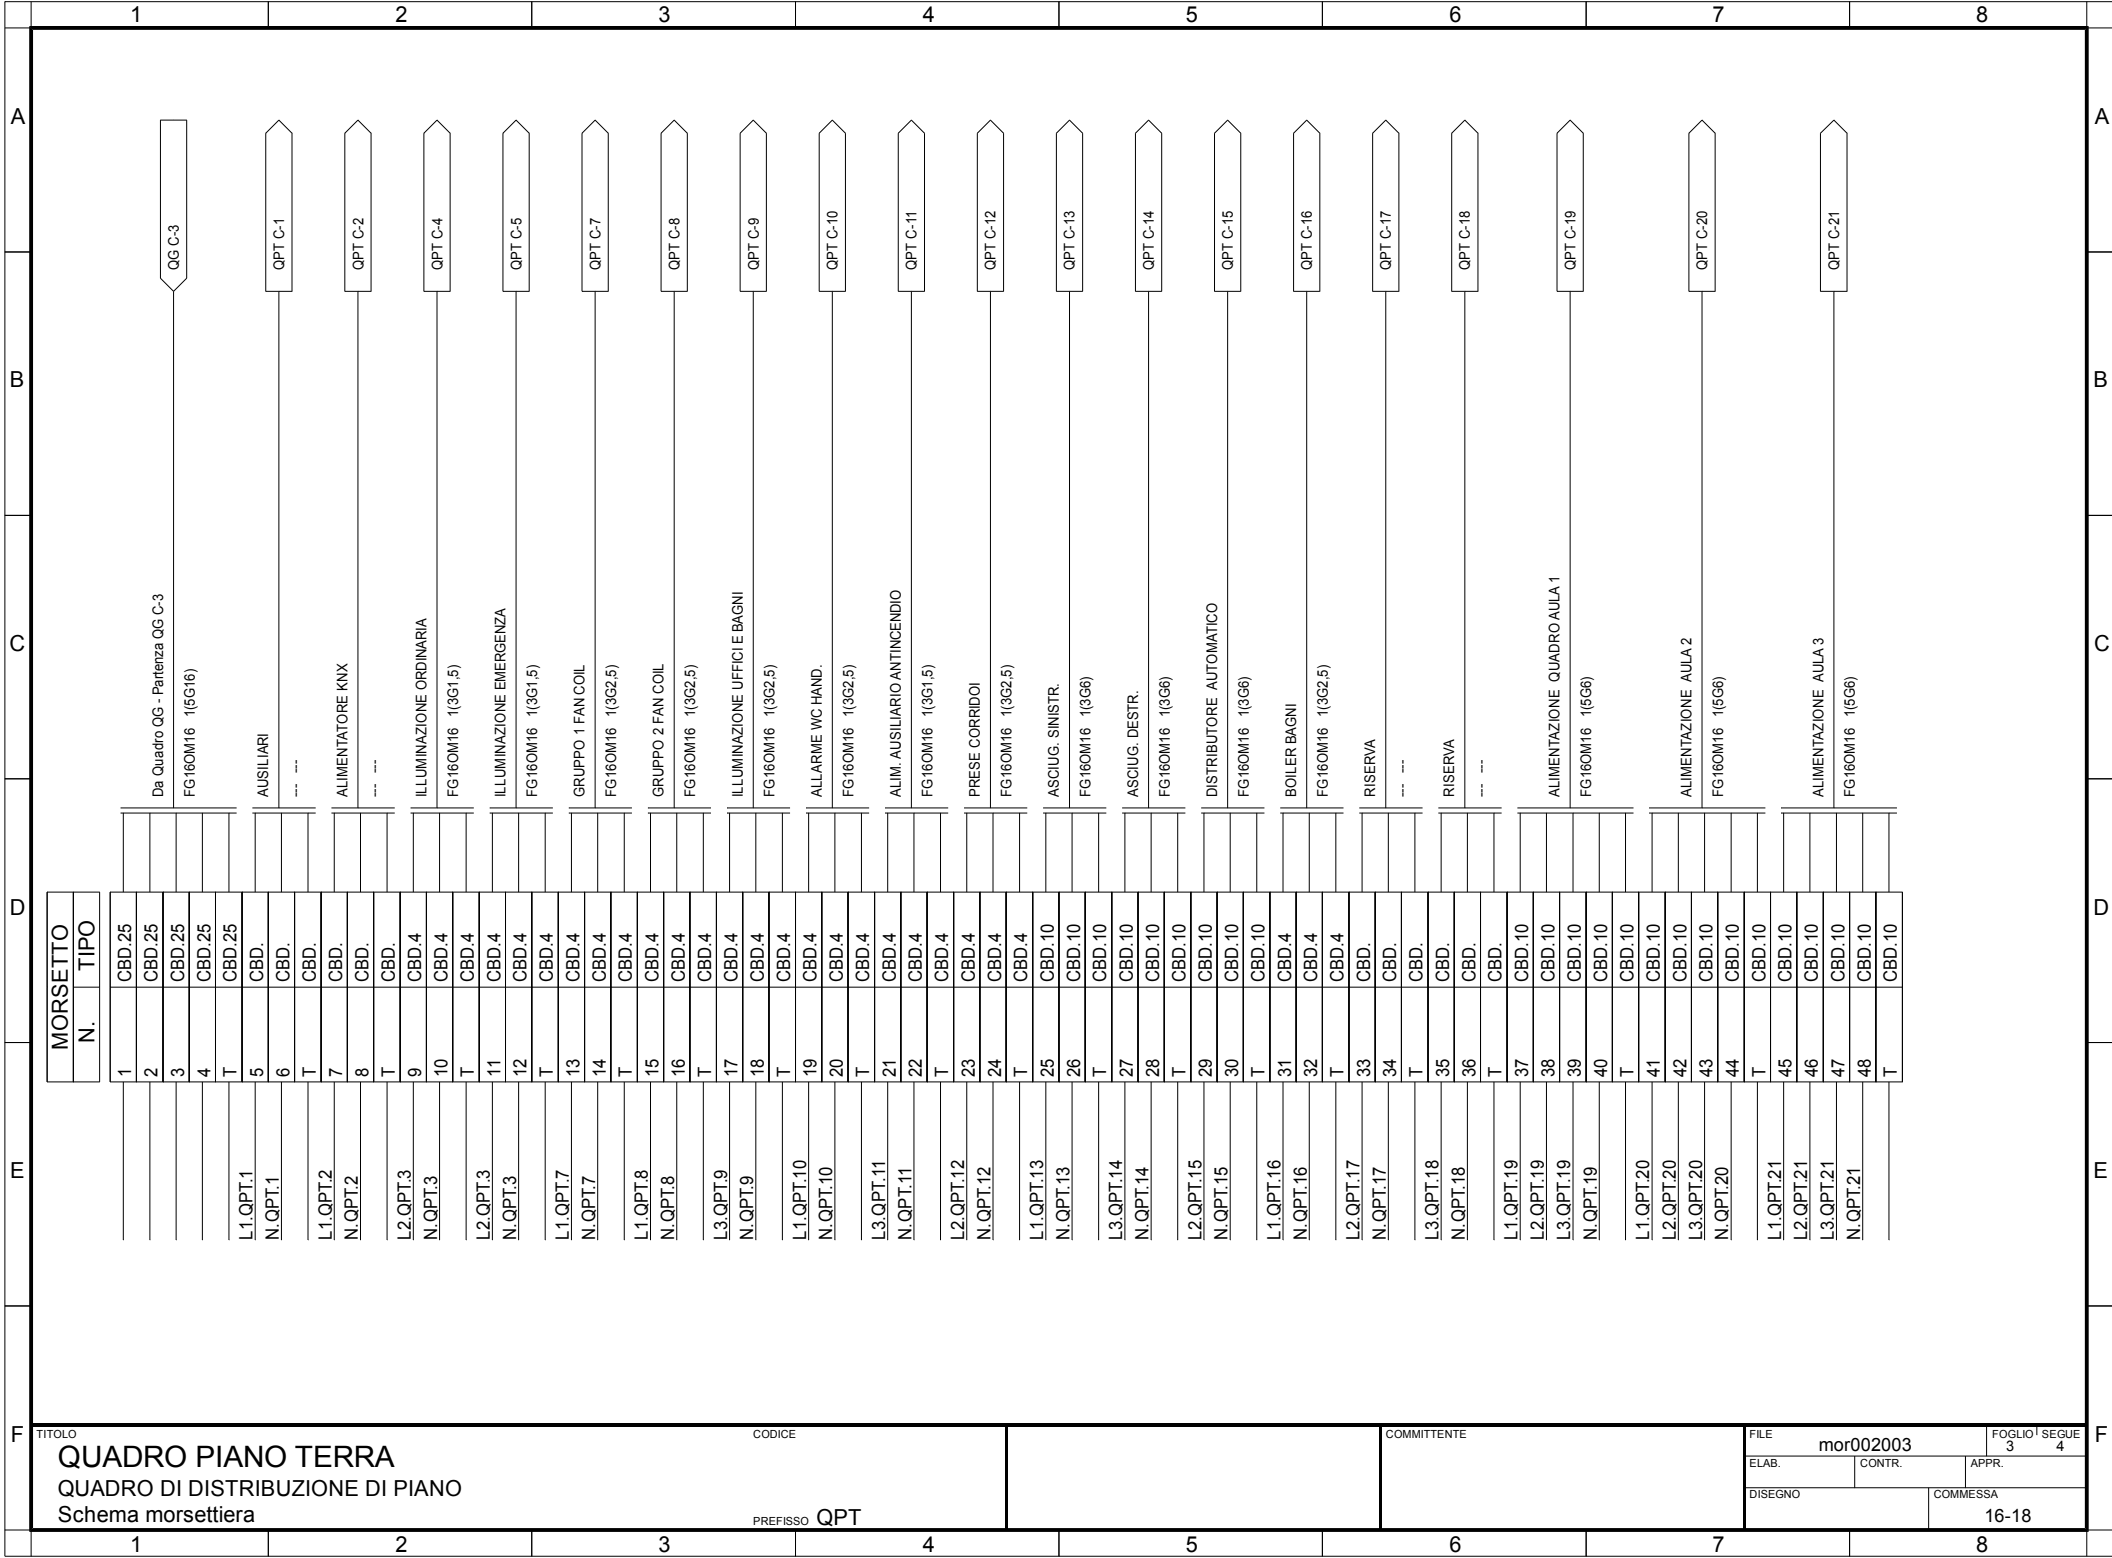 1 2 3 4 5 6 7 8
A A
B B
C C
D D
E E
F F
QG C-3
QPT C-1
QPT C-2
QPT C-4
QPT C-5
QPT C-7
QPT C-8
QPT C-9
QPT C-10
QPT C-11
QPT C-12
QPT C-13
QPT C-14
QPT C-15
QPT C-16
QPT C-17
QPT C-18
QPT C-19
QPT C-20
QPT C-21
Da Quadro QG - Partenza QG C-3
FG16OM16 1(5G16)
AUSILIARI
--- ---
ALIMENTATORE KNX
--- ---
ILLUMINAZIONE ORDINARIA
FG16OM16 1(3G1,5)
ILLUMINAZIONE EMERGENZA
FG16OM16 1(3G1,5)
GRUPPO 1 FAN COIL
FG16OM16 1(3G2,5)
GRUPPO 2 FAN COIL
FG16OM16 1(3G2,5)
ILLUMINAZIONE UFFICI E BAGNI
FG16OM16 1(3G2,5)
ALLARME WC HAND.
FG16OM16 1(3G2,5)
ALIM. AUSILIARIO ANTINCENDIO
FG16OM16 1(3G1,5)
PRESE CORRIDOI
FG16OM16 1(3G2,5)
ASCIUG. SINISTR.
FG16OM16 1(3G6)
ASCIUG. DESTR.
FG16OM16 1(3G6)
DISTRIBUTORE AUTOMATICO
FG16OM16 1(3G6)
BOILER BAGNI
FG16OM16 1(3G2,5)
RISERVA
--- ---
RISERVA
--- ---
ALIMENTAZIONE QUADRO AULA 1
FG16OM16 1(5G6)
ALIMENTAZIONE AULA 2
FG16OM16 1(5G6)
ALIMENTAZIONE AULA 3
FG16OM16 1(5G6)
MORSETTO
N. TIPO
1 CBD.25
2 CBD.25
3 CBD.25
4 CBD.25
T CBD.25
5 CBD.
6 CBD.
T CBD.
7 CBD.
8 CBD.
T CBD.
9 CBD.4
10 CBD.4
T CBD.4
11 CBD.4
12 CBD.4
T CBD.4
13 CBD.4
14 CBD.4
T CBD.4
15 CBD.4
16 CBD.4
T CBD.4
17 CBD.4
18 CBD.4
T CBD.4
19 CBD.4
20 CBD.4
T CBD.4
21 CBD.4
22 CBD.4
T CBD.4
23 CBD.4
24 CBD.4
T CBD.4
25 CBD.10
26 CBD.10
T CBD.10
27 CBD.10
28 CBD.10
T CBD.10
29 CBD.10
30 CBD.10
T CBD.10
31 CBD.4
32 CBD.4
T CBD.4
33 CBD.
34 CBD.
T CBD.
35 CBD.
36 CBD.
T CBD.
37 CBD.10
38 CBD.10
39 CBD.10
40 CBD.10
T CBD.10
41 CBD.10
42 CBD.10
43 CBD.10
44 CBD.10
T CBD.10
45 CBD.10
46 CBD.10
47 CBD.10
48 CBD.10
T CBD.10
L1.QPT.1
N.QPT.1
L1.QPT.2
N.QPT.2
L2.QPT.3
N.QPT.3
L2.QPT.3
N.QPT.3
L1.QPT.7
N.QPT.7
L1.QPT.8
N.QPT.8
L3.QPT.9
N.QPT.9
L1.QPT.10
N.QPT.10
L3.QPT.11
N.QPT.11
L2.QPT.12
N.QPT.12
L1.QPT.13
N.QPT.13
L3.QPT.14
N.QPT.14
L2.QPT.15
N.QPT.15
L1.QPT.16
N.QPT.16
L2.QPT.17
N.QPT.17
L3.QPT.18
N.QPT.18
L1.QPT.19
L2.QPT.19
L3.QPT.19
N.QPT.19
L1.QPT.20
L2.QPT.20
L3.QPT.20
N.QPT.20
L1.QPT.21
L2.QPT.21
L3.QPT.21
N.QPT.21
TITOLO
QUADRO PIANO TERRA
QUADRO DI DISTRIBUZIONE DI PIANO
Schema morsettiera
CODICE
PREFISSO QPT
COMMITTENTE
FILE
mor002003
FOGLIO SEGUE
3 4
ELAB. CONTR. APPR.
DISEGNO
COMMESSA
16-18
1 2 3 4 5 6 7 8